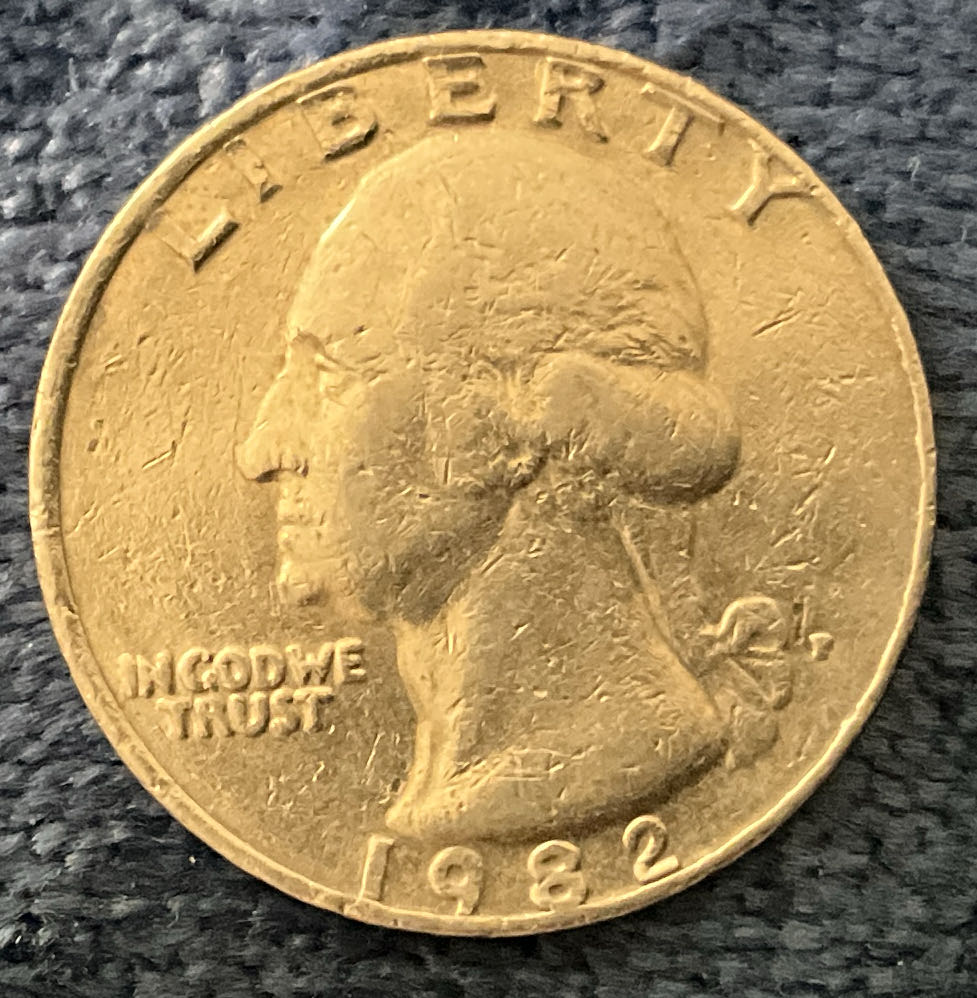 LIBERTY
IN GOD WE
TRUST
1982